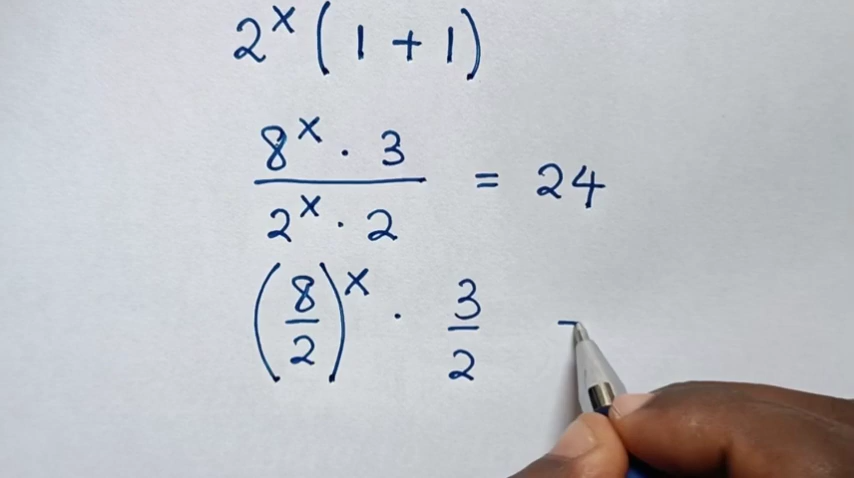 2^x (1 + 1)
8^x · 3
2^x · 2
= 24
(8/2)^x · 3/2 -